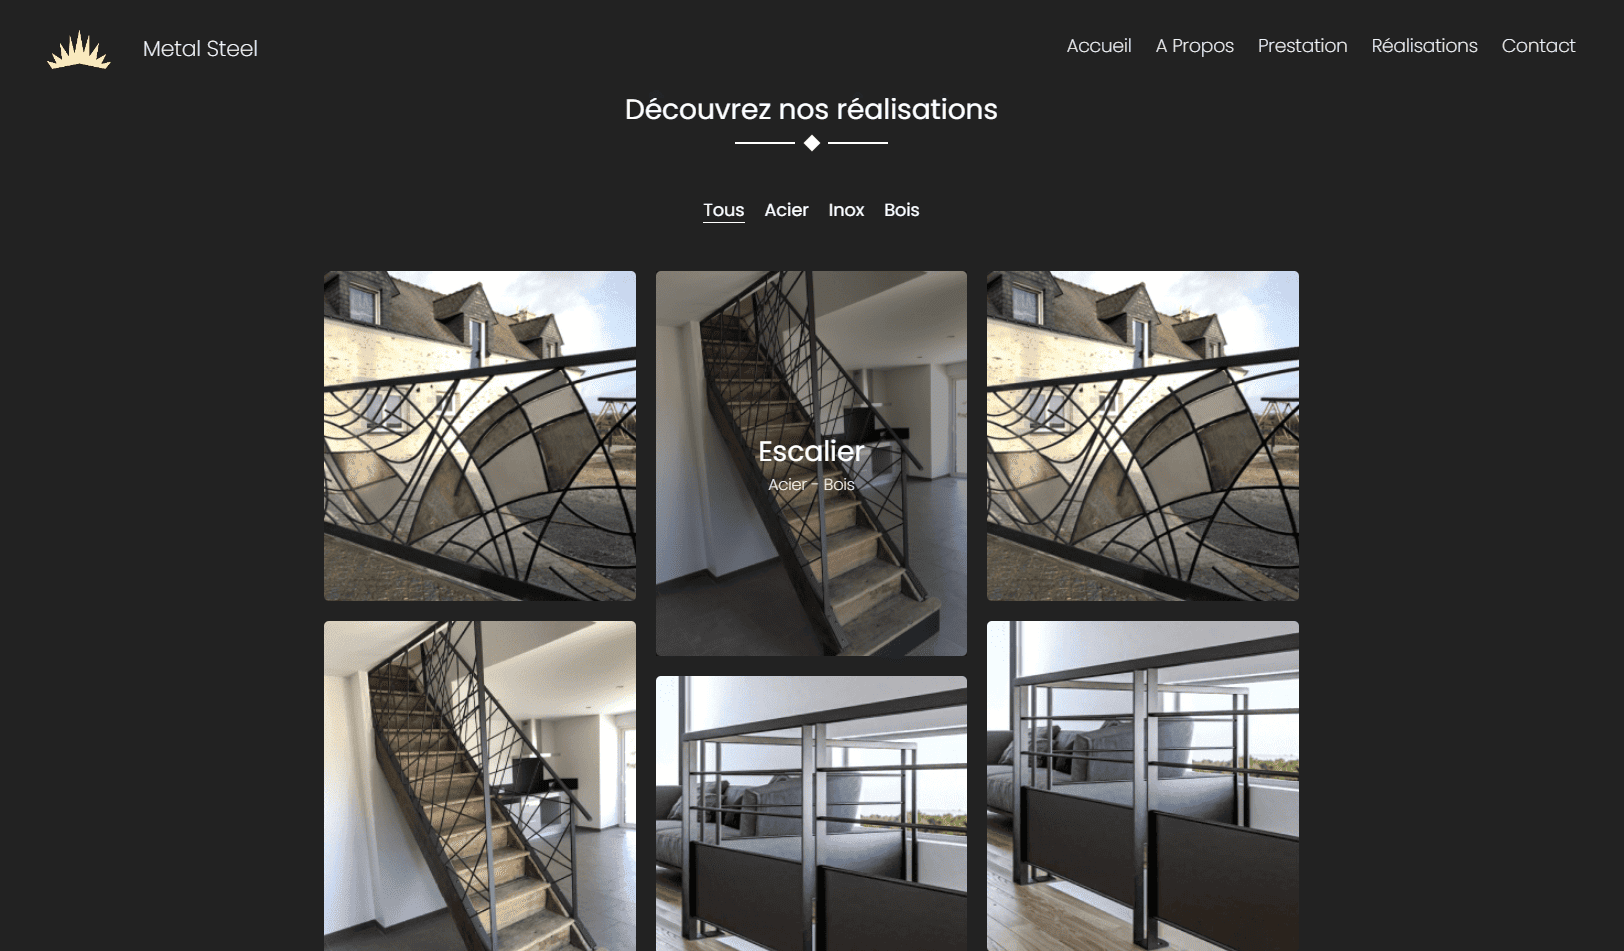 Metal Steel
Accueil A Propos Prestation Réalisations Contact
Découvrez nos réalisations
Tous Acier Inox Bois
Escalier
Acier - Bois